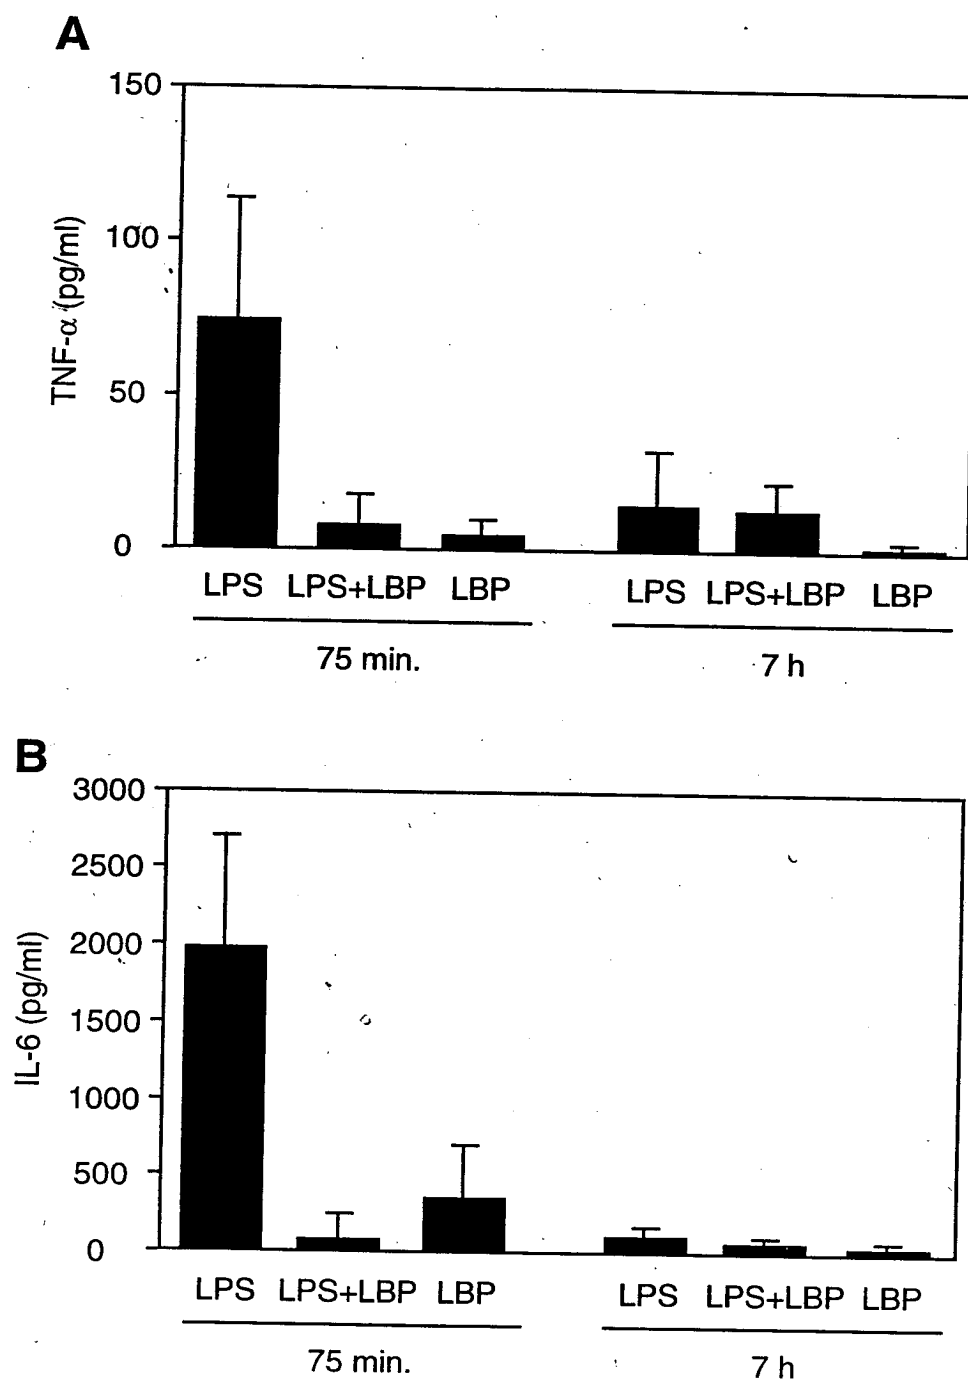 A
150
100
50
0
TNF-α (pg/ml)
LPS LPS+LBP LBP LPS LPS+LBP LBP
75 min. 7 h
B
3000
2500
2000
1500
1000
500
0
IL-6 (pg/ml)
LPS LPS+LBP LBP LPS LPS+LBP LBP
75 min. 7 h